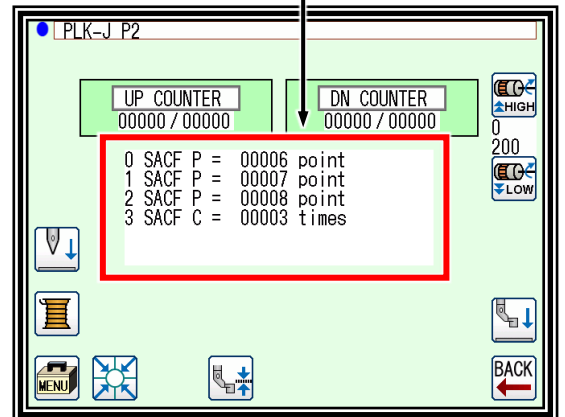 PLK-J P2
UP COUNTER
00000/00000
DN COUNTER
00000/00000
HIGH
0
200
LOW
0 SACF P = 00006 point
1 SACF P = 00007 point
2 SACF P = 00008 point
3 SACF C = 00003 times
MENU
BACK